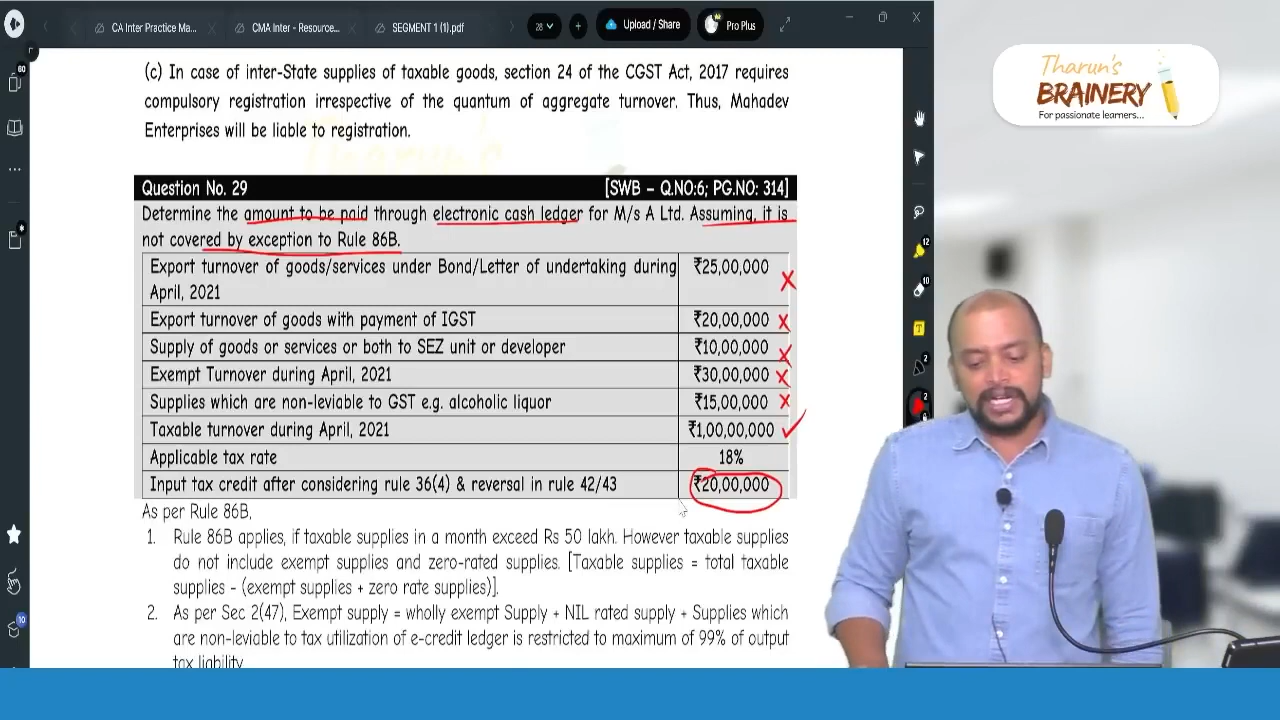 CA Inter Practice Ma...
CMA Inter - Resource...
SEGMENT 1 (1).pdf
28
Upload / Share
Pro Plus
(c) In case of inter-State supplies of taxable goods, section 24 of the CGST Act, 2017 requires
compulsory registration irrespective of the quantum of aggregate turnover. Thus, Mahadev
Enterprises will be liable to registration.
Tharun's
BRAINERY
For passionate learners...
Question No. 29 [SWB – Q.NO:6; PG.NO: 314]
Determine the amount to be paid through electronic cash ledger for M/s A Ltd. Assuming, it is
not covered by exception to Rule 86B.
Export turnover of goods/services under Bond/Letter of undertaking during ₹25,00,000
April, 2021
Export turnover of goods with payment of IGST ₹20,00,000
Supply of goods or services or both to SEZ unit or developer ₹10,00,000
Exempt Turnover during April, 2021 ₹30,00,000
Supplies which are non-leviable to GST e.g. alcoholic liquor ₹15,00,000
Taxable turnover during April, 2021 ₹1,00,00,000
Applicable tax rate 18%
Input tax credit after considering rule 36(4) & reversal in rule 42/43 ₹20,00,000
As per Rule 86B,
1. Rule 86B applies, if taxable supplies in a month exceed Rs 50 lakh. However taxable supplies
do not include exempt supplies and zero-rated supplies. [Taxable supplies = total taxable
supplies – (exempt supplies + zero rate supplies)].
2. As per Sec 2(47), Exempt supply = wholly exempt Supply + NIL rated supply + Supplies which
are non-leviable to tax utilization of e-credit ledger is restricted to maximum of 99% of output
tax liability